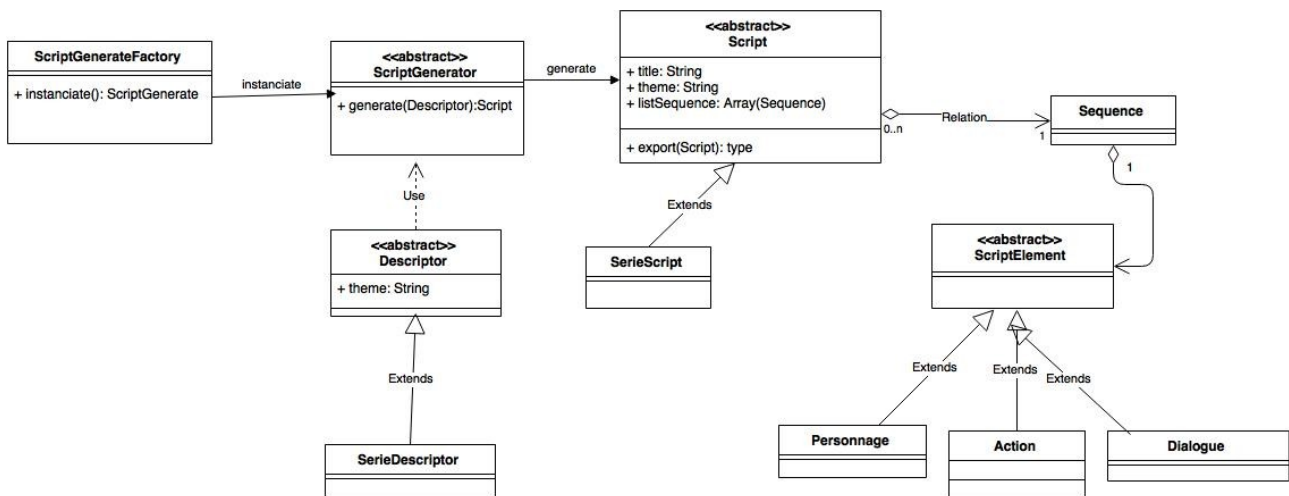 ScriptGenerateFactory
+ instanciate(): ScriptGenerate
instanciate
<<abstract>>
ScriptGenerator
+ generate(Descriptor):Script
generate
<<abstract>>
Script
+ title: String
+ theme: String
+ listSequence: Array(Sequence)
+ export(Script): type
0..n
Relation
1
Sequence
1
Use
<<abstract>>
Descriptor
+ theme: String
Extends
SerieScript
<<abstract>>
ScriptElement
Extends
Extends
Extends
Extends
SerieDescriptor
Personnage
Action
Dialogue